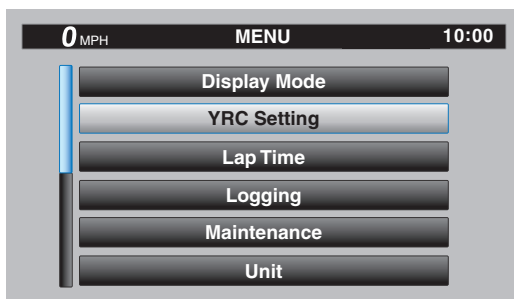 0 MPH MENU 10:00
Display Mode
YRC Setting
Lap Time
Logging
Maintenance
Unit